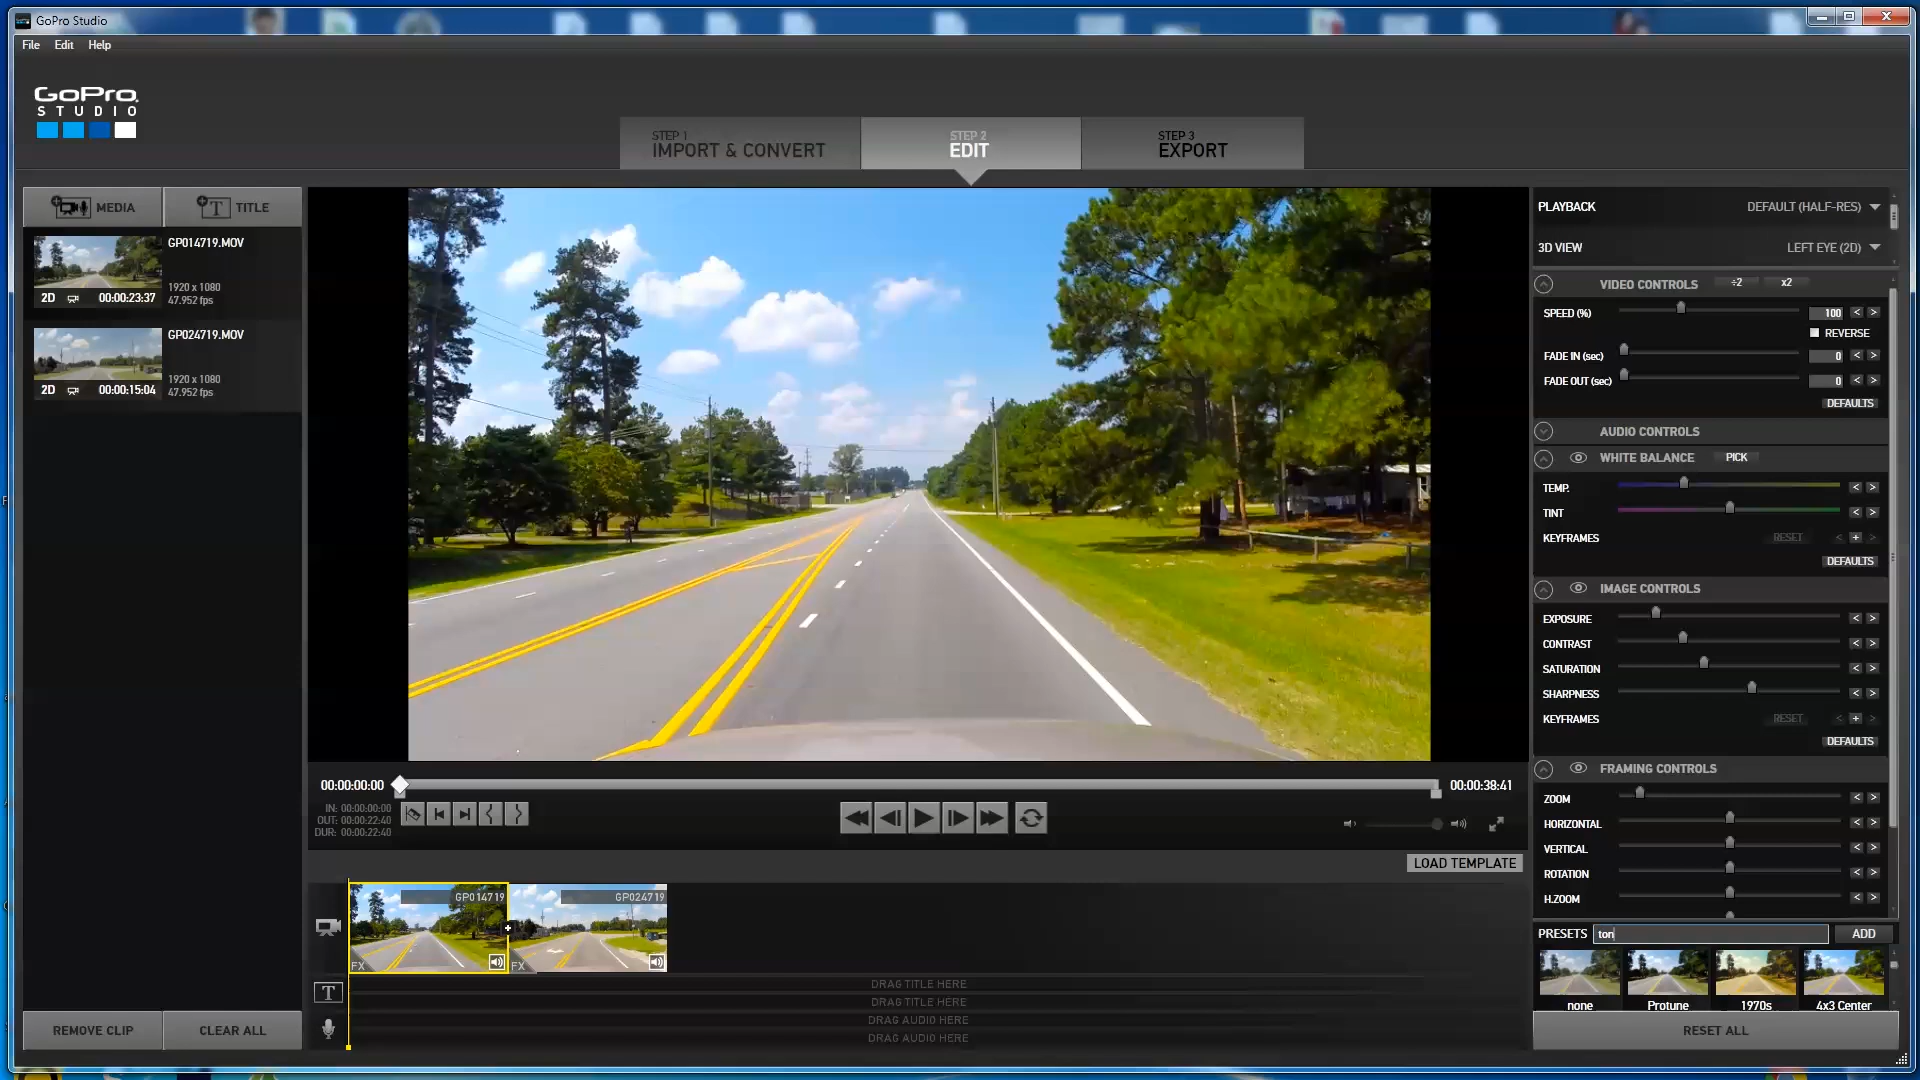 GoPro Studio
File Edit Help
GoPro
STUDIO
STEP 1
IMPORT & CONVERT
STEP 2
EDIT
STEP 3
EXPORT
MEDIA
TITLE
GP014719.MOV
1920 x 1080
47.952 fps
2D 00:00:23:37
GP024719.MOV
1920 x 1080
47.952 fps
2D 00:00:15:04
REMOVE CLIP
CLEAR ALL
00:00:00:00
00:00:38:41
IN: 00:00:00:00
OUT: 00:00:22:40
DUR: 00:00:22:40
LOAD TEMPLATE
GP014719
FX
GP024719
FX
T
DRAG TITLE HERE
DRAG TITLE HERE
DRAG AUDIO HERE
DRAG AUDIO HERE
PLAYBACK DEFAULT (HALF-RES)
3D VIEW LEFT EYE (2D)
VIDEO CONTROLS ÷2 x2
SPEED (%) 100 < >
REVERSE
FADE IN (sec) 0 < >
FADE OUT (sec) 0 < >
DEFAULTS
AUDIO CONTROLS
WHITE BALANCE PICK
TEMP. < >
TINT < >
KEYFRAMES RESET < + >
DEFAULTS
IMAGE CONTROLS
EXPOSURE < >
CONTRAST < >
SATURATION < >
SHARPNESS < >
KEYFRAMES RESET < + >
DEFAULTS
FRAMING CONTROLS
ZOOM < >
HORIZONTAL < >
VERTICAL < >
ROTATION < >
H.ZOOM < >
PRESETS ton ADD
none Protune 1970s 4x3 Center
RESET ALL